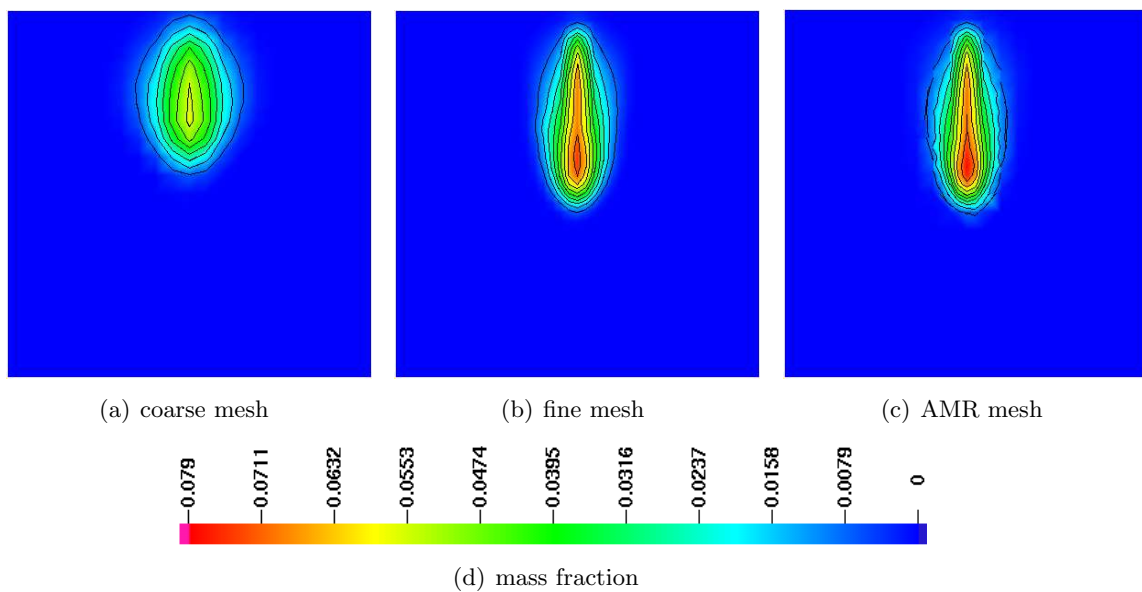 (a) coarse mesh
(b) fine mesh
(c) AMR mesh
0.079
0.0711
0.0632
0.0553
0.0474
0.0395
0.0316
0.0237
0.0158
0.0079
0
(d) mass fraction